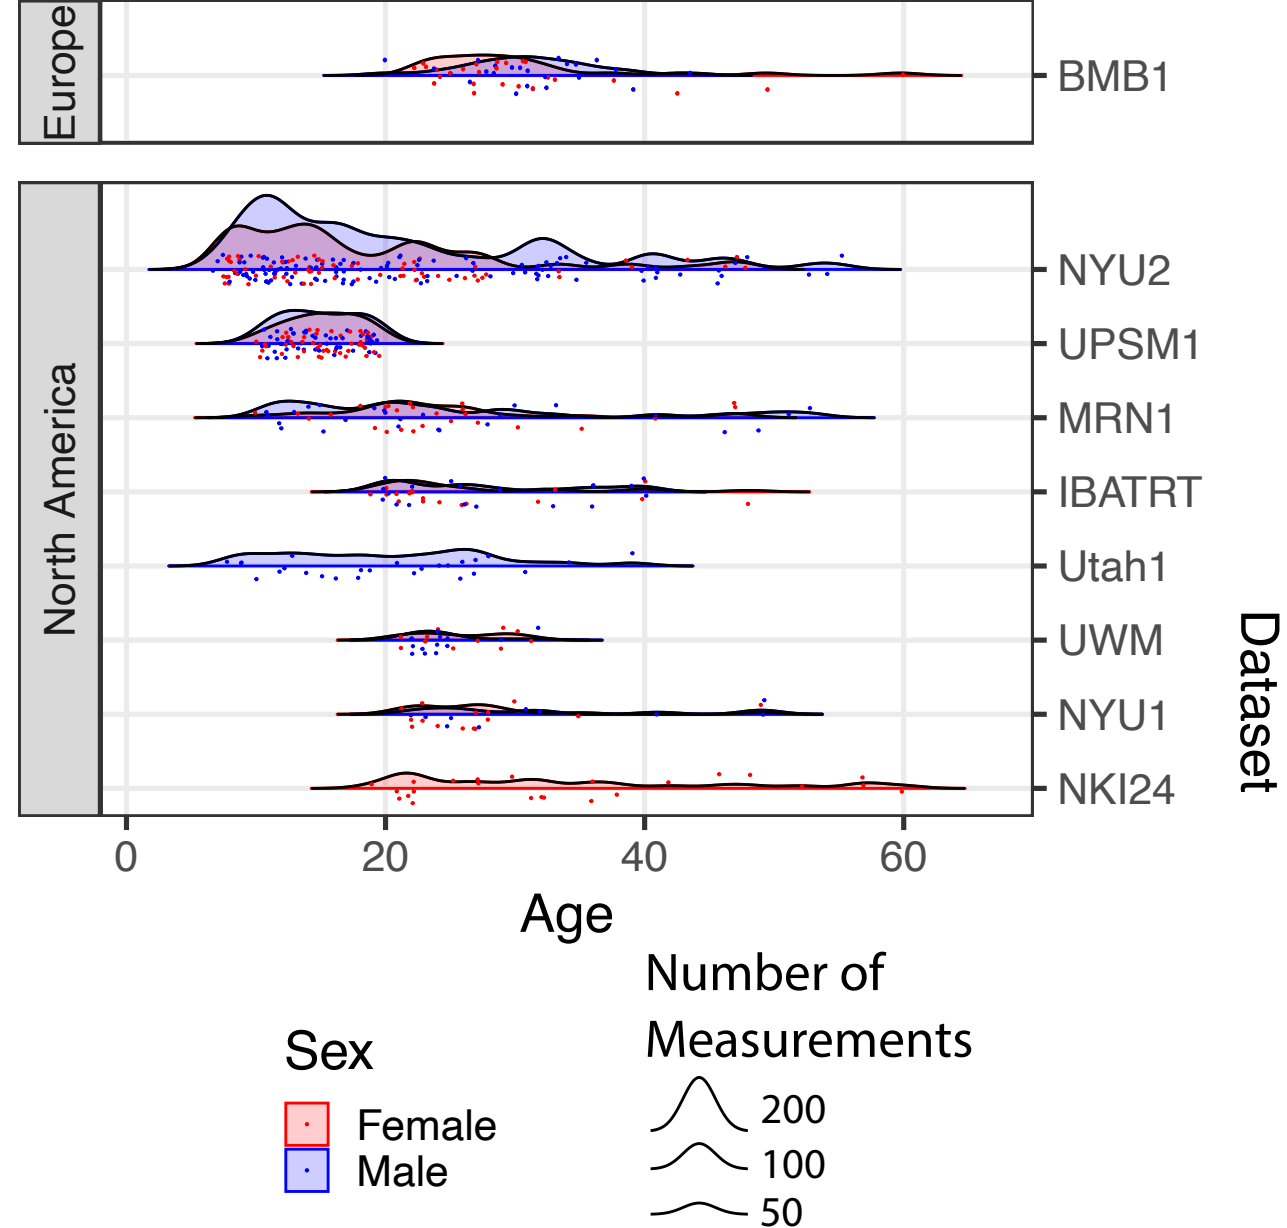 Europe
BMB1
North America
NYU2
UPSM1
MRN1
IBATRT
Utah1
UWM
NYU1
NKI24
Dataset
0 20 40 60
Age
Number of
Measurements
Sex
Female
Male
200
100
50